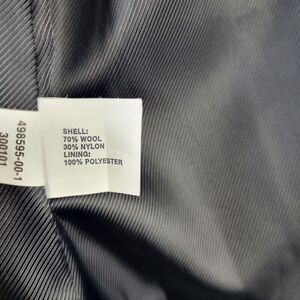 SHELL:
70% WOOL
30% NYLON
LINING:
100% POLYESTER
498595-00-1
300101